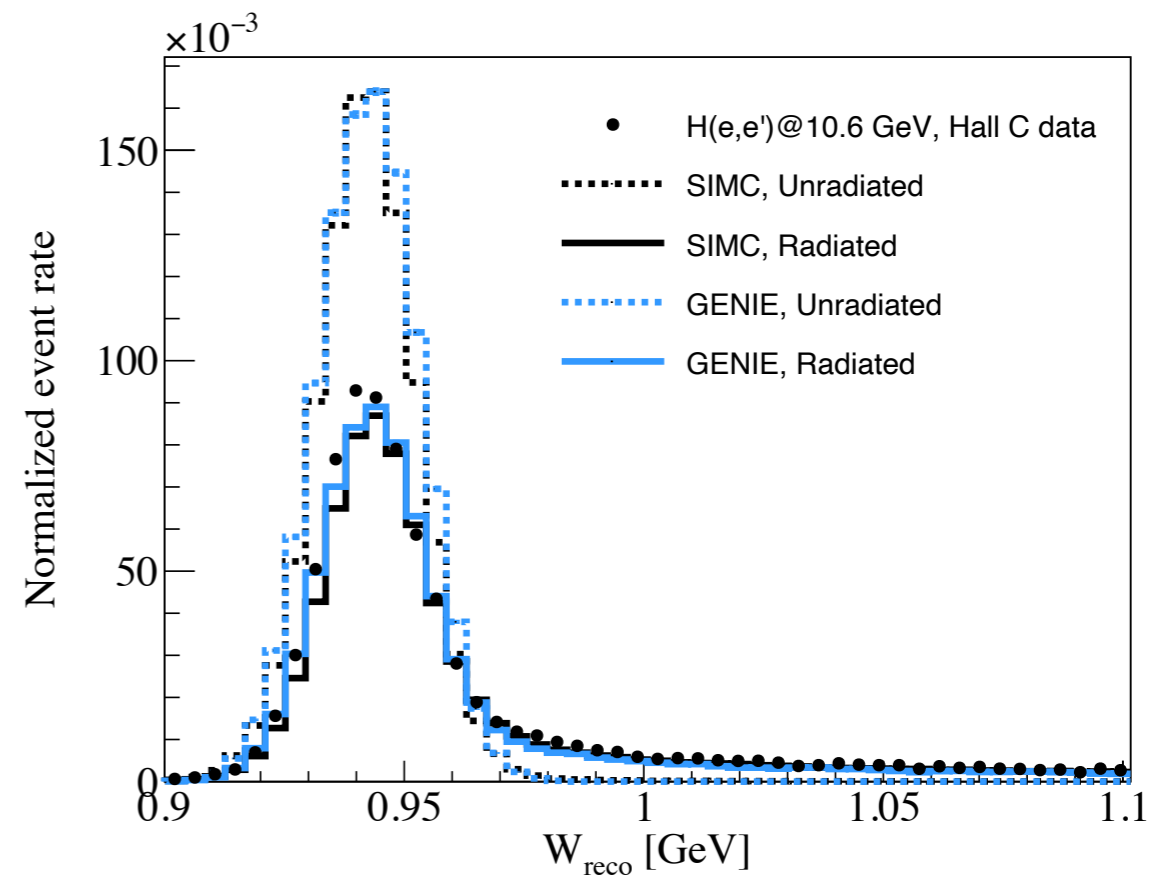 ×10⁻³
150
100
50
0
Normalized event rate
H(e,e')@10.6 GeV, Hall C data
SIMC, Unradiated
SIMC, Radiated
GENIE, Unradiated
GENIE, Radiated
0.9 0.95 1 1.05 1.1
W_reco [GeV]